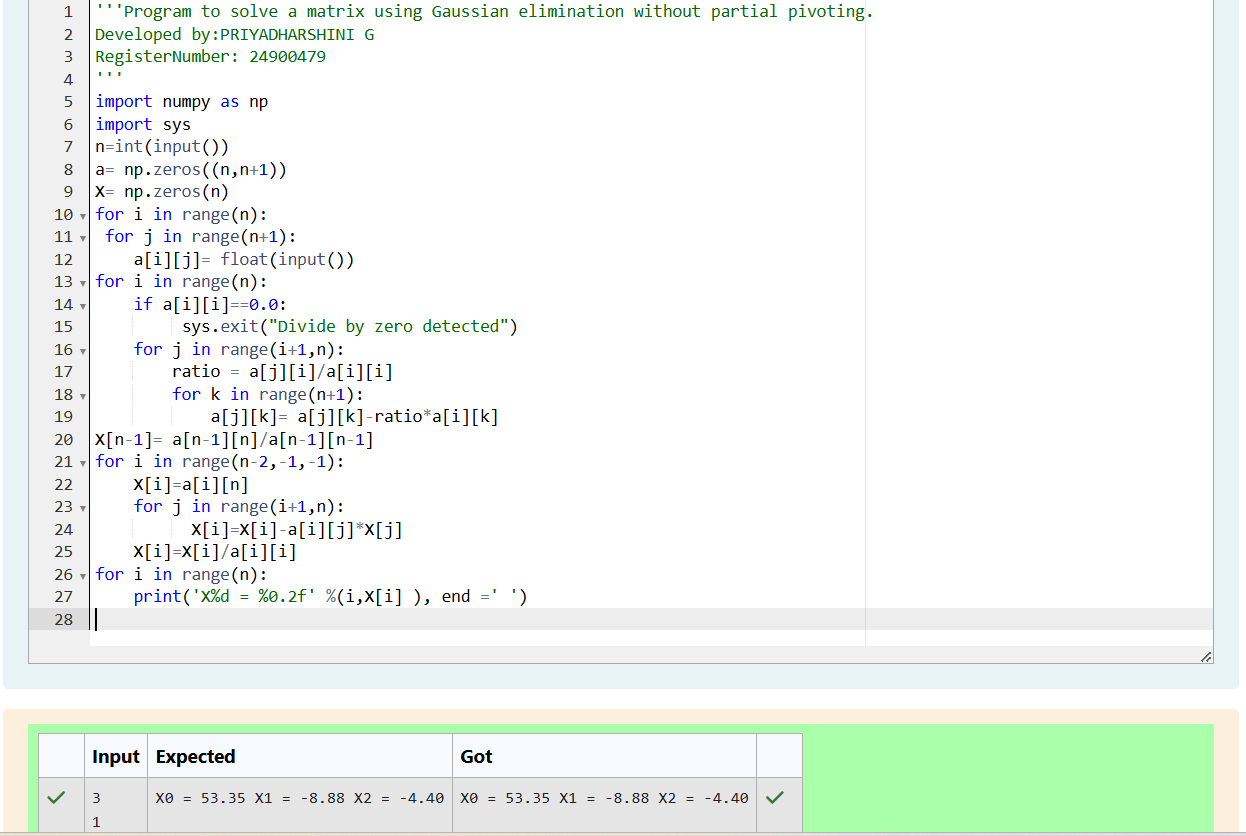 1 '''Program to solve a matrix using Gaussian elimination without partial pivoting.
2 Developed by:PRIYADHARSHINI G
3 RegisterNumber: 24900479
4 '''
5 import numpy as np
6 import sys
7 n=int(input())
8 a= np.zeros((n,n+1))
9 X= np.zeros(n)
10 for i in range(n):
11  for j in range(n+1):
12     a[i][j]= float(input())
13 for i in range(n):
14     if a[i][i]==0.0:
15          sys.exit("Divide by zero detected")
16     for j in range(i+1,n):
17         ratio = a[j][i]/a[i][i]
18         for k in range(n+1):
19             a[j][k]= a[j][k]-ratio*a[i][k]
20 X[n-1]= a[n-1][n]/a[n-1][n-1]
21 for i in range(n-2,-1,-1):
22     X[i]=a[i][n]
23     for j in range(i+1,n):
24           X[i]=X[i]-a[i][j]*X[j]
25     X[i]=X[i]/a[i][i]
26 for i in range(n):
27     print('X%d = %0.2f' %(i,X[i] ), end =' ')
28
Input Expected Got
3 X0 = 53.35 X1 = -8.88 X2 = -4.40 X0 = 53.35 X1 = -8.88 X2 = -4.40
1